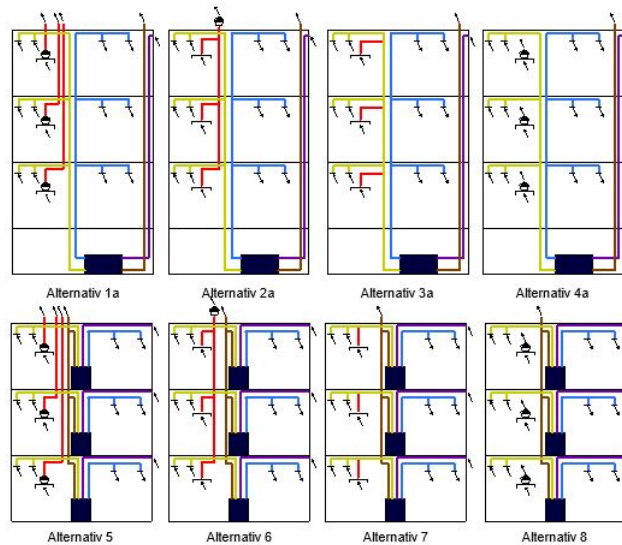 Alternativ 1a
Alternativ 2a
Alternativ 3a
Alternativ 4a
Alternativ 5
Alternativ 6
Alternativ 7
Alternativ 8